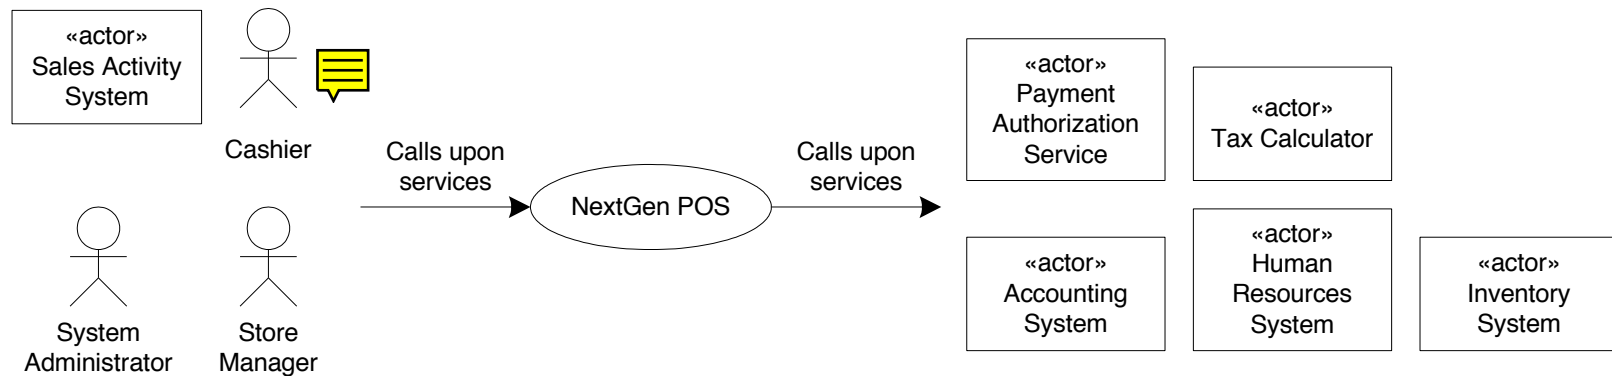 «actor»
Sales Activity
System
Cashier
System
Administrator
Store
Manager
Calls upon
services
NextGen POS
Calls upon
services
«actor»
Payment
Authorization
Service
«actor»
Tax Calculator
«actor»
Accounting
System
«actor»
Human
Resources
System
«actor»
Inventory
System